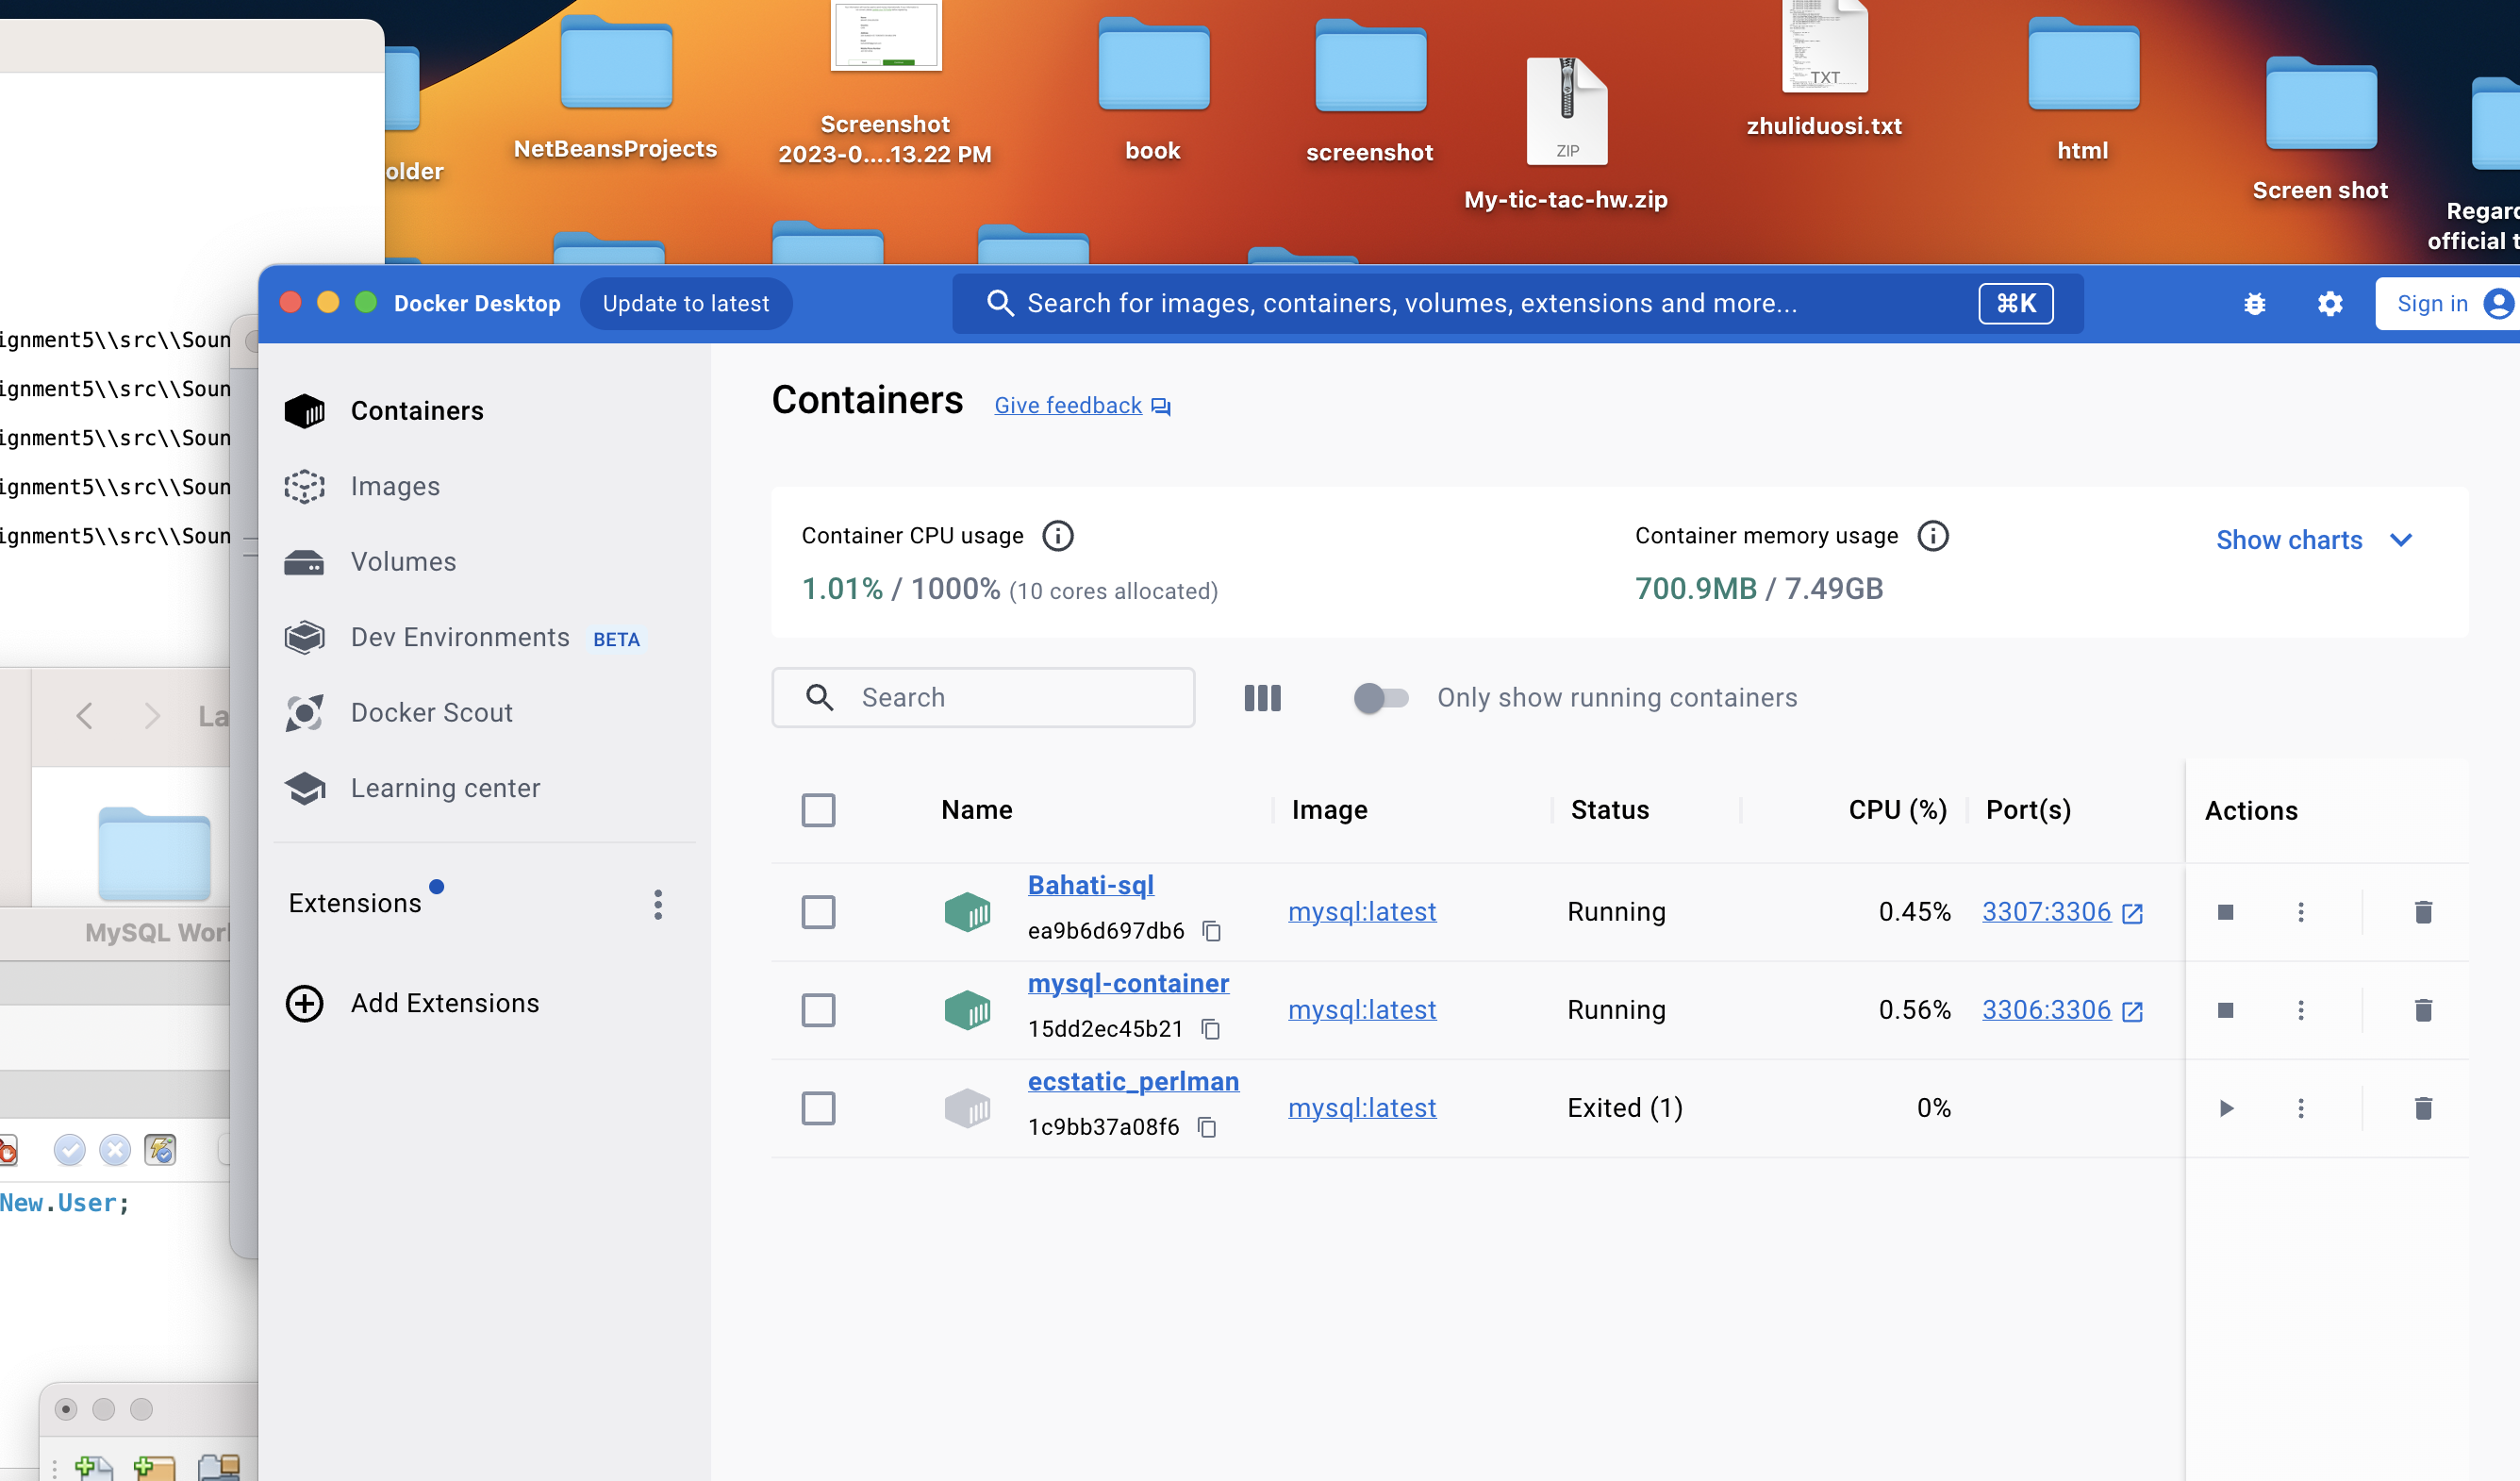 NetBeansProjects
Screenshot
2023-0....13.22 PM
book
screenshot
ZIP
My-tic-tac-hw.zip
TXT
zhuliduosi.txt
html
Screen shot
Regard
official t
older
ignment5\\src\\Soun
ignment5\\src\\Soun
ignment5\\src\\Soun
ignment5\\src\\Soun
ignment5\\src\\Soun
La
MySQL Worl
New.User;
Docker Desktop
Update to latest
Search for images, containers, volumes, extensions and more...
⌘K
Sign in
Containers
Images
Volumes
Dev Environments BETA
Docker Scout
Learning center
Extensions
Add Extensions
Containers
Give feedback
Container CPU usage
1.01% / 1000% (10 cores allocated)
Container memory usage
700.9MB / 7.49GB
Show charts
Search
Only show running containers
Name Image Status CPU (%) Port(s) Actions
Bahati-sql
ea9b6d697db6
mysql:latest Running 0.45% 3307:3306
mysql-container
15dd2ec45b21
mysql:latest Running 0.56% 3306:3306
ecstatic_perlman
1c9bb37a08f6
mysql:latest Exited (1) 0%